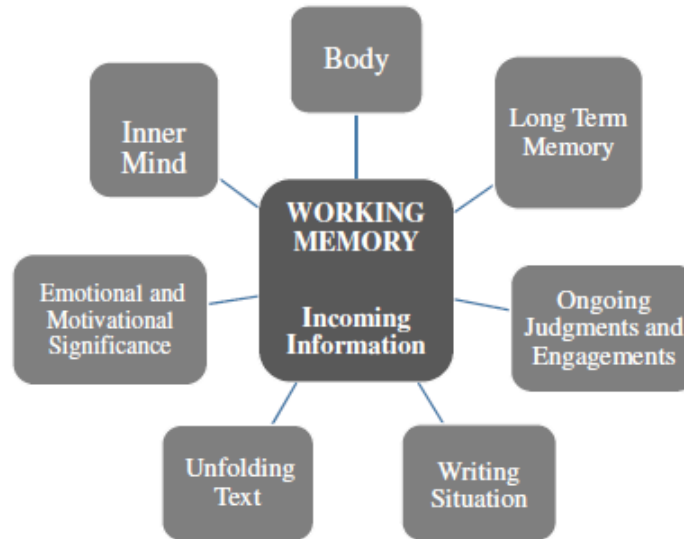 Body
Inner
Mind
Long Term
Memory
WORKING
MEMORY
Incoming
Information
Emotional and
Motivational
Significance
Ongoing
Judgments and
Engagements
Unfolding
Text
Writing
Situation